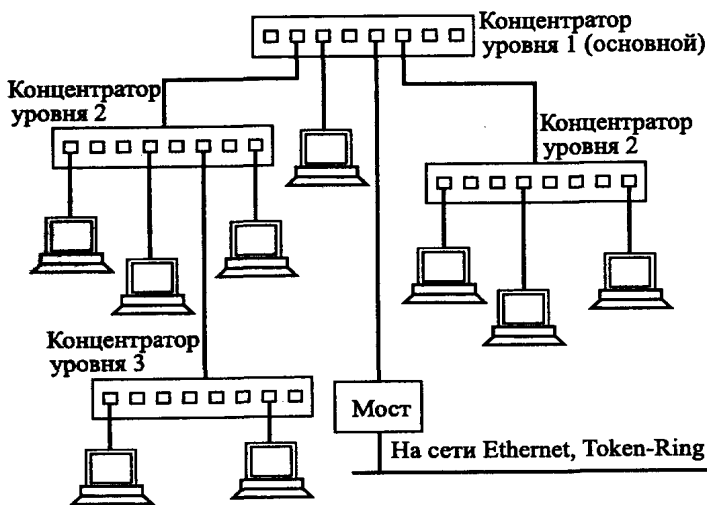 Концентратор
уровня 1 (основной)
Концентратор
уровня 2
Концентратор
уровня 2
Концентратор
уровня 3
Мост
На сети Ethernet, Token-Ring